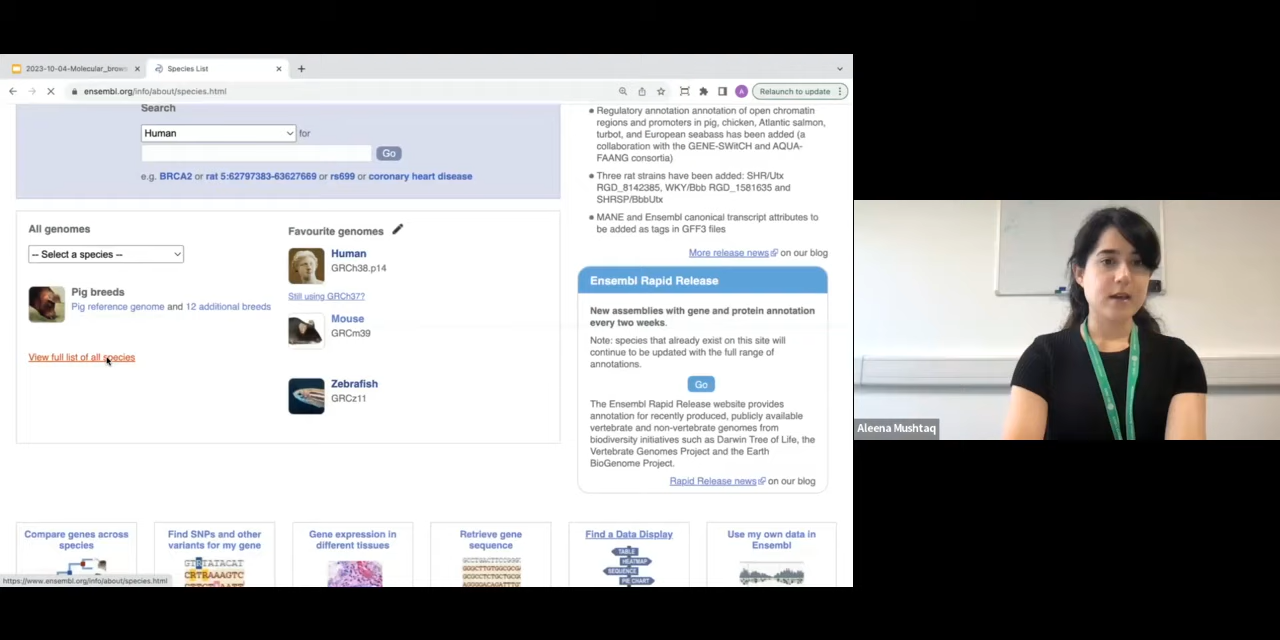 2023-10-04-Molecular_brow
Species List
ensembl.org/info/about/species.html
A
Relaunch to update
Search
Human
for
Go
e.g. BRCA2 or rat 5:62797383-63627669 or rs699 or coronary heart disease
All genomes
-- Select a species --
Pig breeds
Pig reference genome and 12 additional breeds
View full list of all species
Favourite genomes
Human
GRCh38.p14
Still using GRCh37?
Mouse
GRCm39
Zebrafish
GRCz11
Regulatory annotation annotation of open chromatin
regions and promoters in pig, chicken, Atlantic salmon,
turbot, and European seabass has been added (a
collaboration with the GENE-SWitCH and AQUA-
FAANG consortia)
Three rat strains have been added: SHR/Utx
RGD_8142385, WKY/Bbb RGD_1581635 and
SHRSP/BbbUtx
MANE and Ensembl canonical transcript attributes to
be added as tags in GFF3 files
More release news on our blog
Ensembl Rapid Release
New assemblies with gene and protein annotation
every two weeks.
Note: species that already exist on this site will
continue to be updated with the full range of
annotations.
Go
The Ensembl Rapid Release website provides
annotation for recently produced, publicly available
vertebrate and non-vertebrate genomes from
biodiversity initiatives such as Darwin Tree of Life, the
Vertebrate Genomes Project and the Earth
BioGenome Project.
Rapid Release news on our blog
Compare genes across
species
Find SNPs and other
variants for my gene
Gene expression in
different tissues
Retrieve gene
sequence
Find a Data Display
TABLE
HEATMAP
SEQUENCE
PIE CHART
Use my own data in
Ensembl
https://www.ensembl.org/info/about/species.html
Aleena Mushtaq